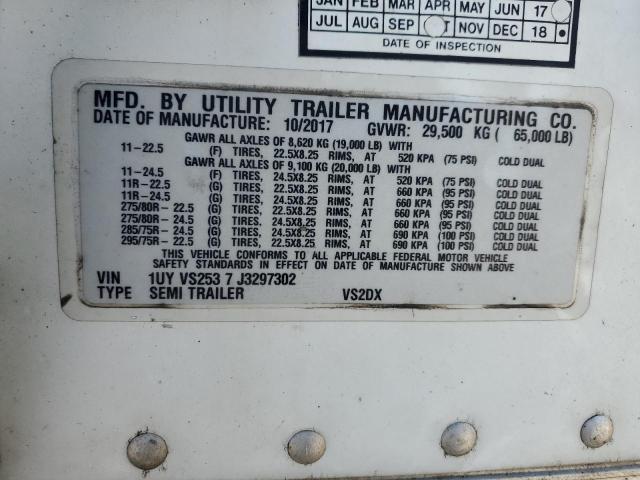 JAN FEB MAR APR MAY JUN 17
JUL AUG SEP NOV DEC 18
DATE OF INSPECTION
MFD. BY UTILITY TRAILER MANUFACTURING CO.
DATE OF MANUFACTURE: 10/2017 GVWR: 29,500 KG ( 65,000 LB)
GAWR ALL AXLES OF 8,620 KG (19,000 LB) WITH
11-22.5 (F) TIRES, 22.5X8.25 RIMS, AT 520 KPA (75 PSI) COLD DUAL
GAWR ALL AXLES OF 9,100 KG (20,000 LB) WITH
11-24.5 (F) TIRES, 24.5X8.25 RIMS, AT 520 KPA (75 PSI) COLD DUAL
11R-22.5 (G) TIRES, 22.5X8.25 RIMS, AT 660 KPA (95 PSI) COLD DUAL
11R-24.5 (G) TIRES, 24.5X8.25 RIMS, AT 660 KPA (95 PSI) COLD DUAL
275/80R-22.5 (G) TIRES, 22.5X8.25 RIMS, AT 660 KPA (95 PSI) COLD DUAL
275/80R-24.5 (G) TIRES, 24.5X8.25 RIMS, AT 660 KPA (95 PSI) COLD DUAL
285/75R-24.5 (G) TIRES, 24.5X8.25 RIMS, AT 690 KPA (100 PSI) COLD DUAL
295/75R-22.5 (G) TIRES, 22.5X8.25 RIMS, AT 690 KPA (100 PSI) COLD DUAL
THIS VEHICLE CONFORMS TO ALL APPLICABLE FEDERAL MOTOR VEHICLE
SAFETY STANDARDS IN EFFECT ON DATE OF MANUFACTURE SHOWN ABOVE
VIN 1UY VS253 7 J3297302
TYPE SEMI TRAILER VS2DX